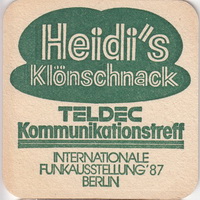 Heidi's
Klönschnack
TELDEC
Kommunikationstreff
INTERNATIONALE
FUNKAUSSTELLUNG '87
BERLIN